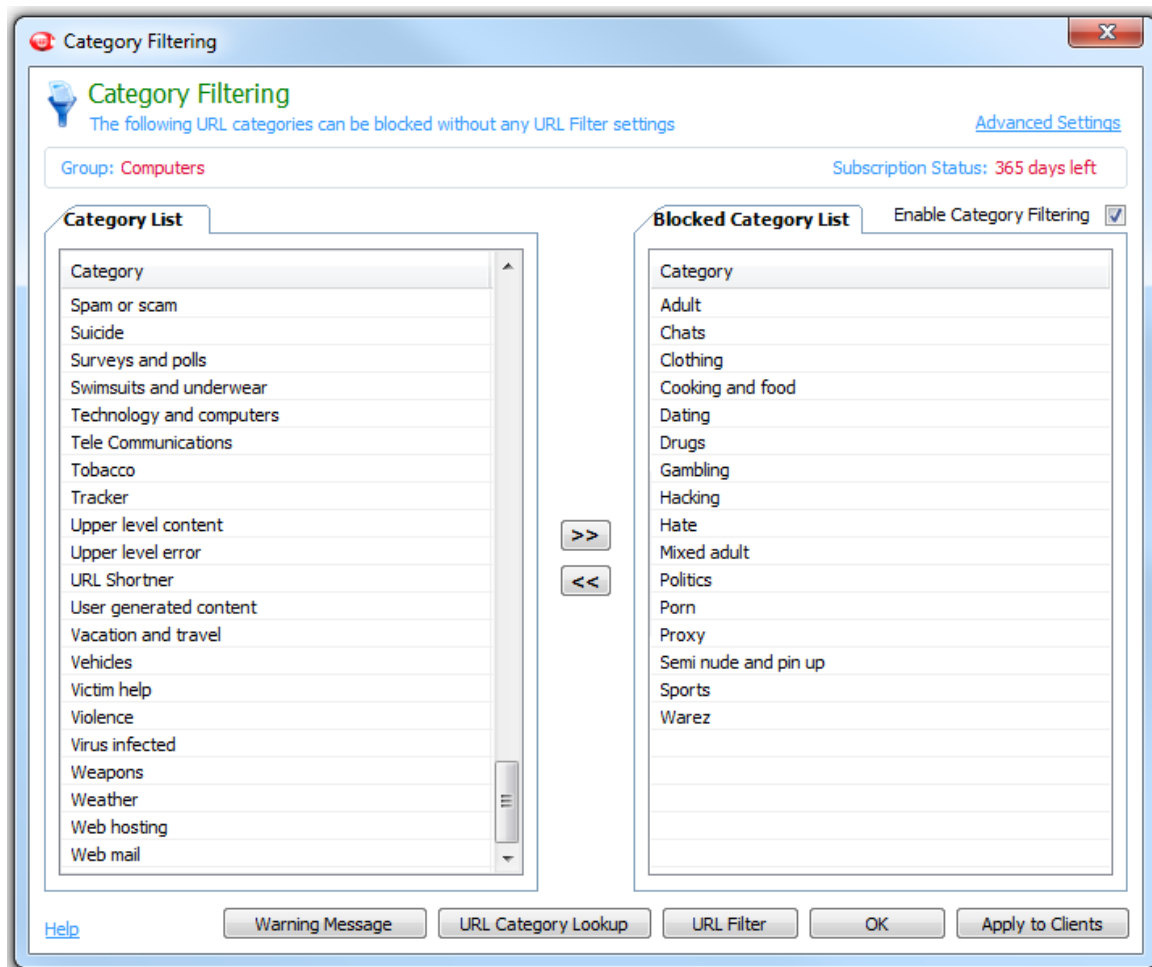 Category Filtering
X
Category Filtering
The following URL categories can be blocked without any URL Filter settings
Advanced Settings
Group: Computers
Subscription Status: 365 days left
Category List
Category
Spam or scam
Suicide
Surveys and polls
Swimsuits and underwear
Technology and computers
Tele Communications
Tobacco
Tracker
Upper level content
Upper level error
URL Shortner
User generated content
Vacation and travel
Vehicles
Victim help
Violence
Virus infected
Weapons
Weather
Web hosting
Web mail
>>
<<
Blocked Category List
Enable Category Filtering
Category
Adult
Chats
Clothing
Cooking and food
Dating
Drugs
Gambling
Hacking
Hate
Mixed adult
Politics
Porn
Proxy
Semi nude and pin up
Sports
Warez
Help
Warning Message
URL Category Lookup
URL Filter
OK
Apply to Clients